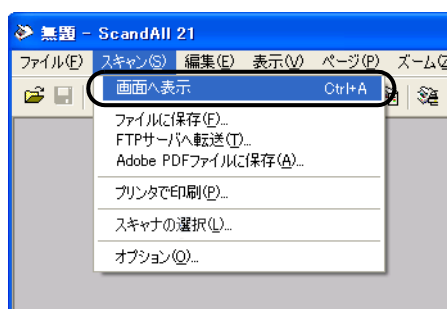 無題 - ScandAll 21
ファイル(F) スキャン(S) 編集(E) 表示(V) ページ(P) ズーム(Z
画面へ表示 Ctrl+A
ファイルに保存(F)...
FTPサーバへ転送(T)...
Adobe PDFファイルに保存(A)...
プリンタで印刷(P)...
スキャナの選択(L)...
オプション(O)...